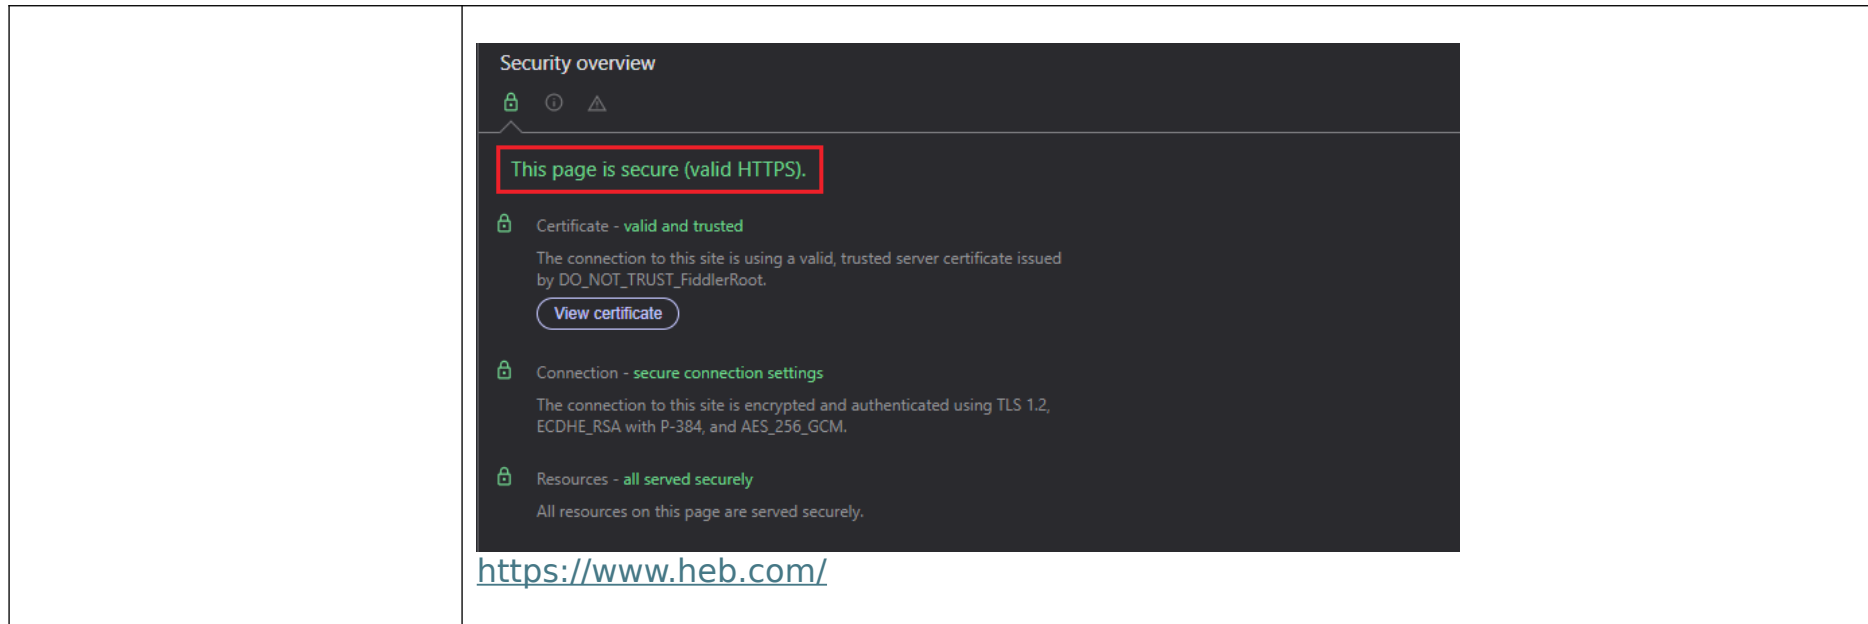 Security overview
This page is secure (valid HTTPS).
Certificate - valid and trusted
The connection to this site is using a valid, trusted server certificate issued
by DO_NOT_TRUST_FiddlerRoot.
View certificate
Connection - secure connection settings
The connection to this site is encrypted and authenticated using TLS 1.2,
ECDHE_RSA with P-384, and AES_256_GCM.
Resources - all served securely
All resources on this page are served securely.
https://www.heb.com/